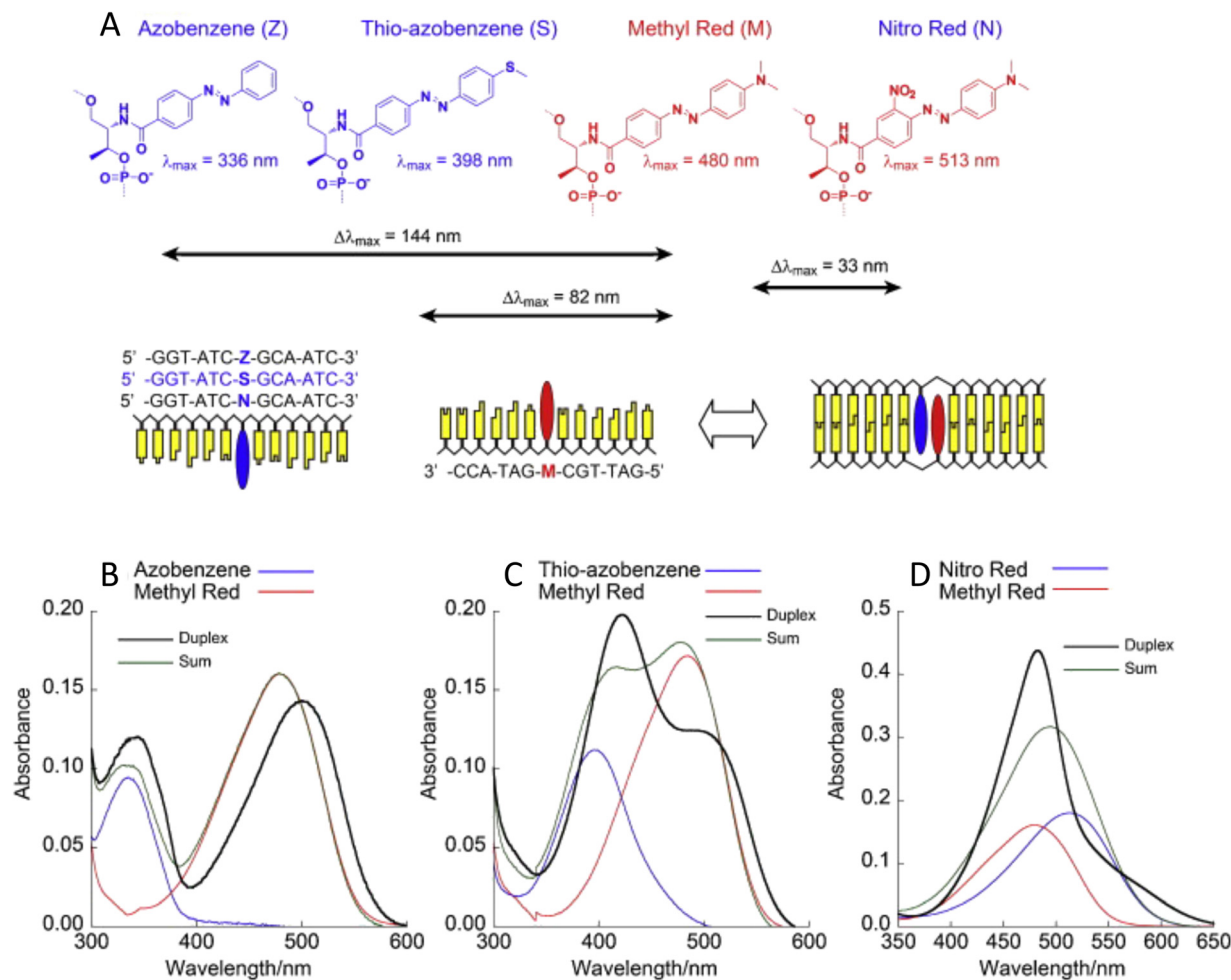 A
Azobenzene (Z)
Thio-azobenzene (S)
Methyl Red (M)
Nitro Red (N)
O
H
N
O
O
O=P-O⁻
O
N=N
λmax = 336 nm
O
H
N
O
O
O=P-O⁻
O
N=N
S
λmax = 398 nm
O
H
N
O
O
O=P-O⁻
O
N=N
N
λmax = 480 nm
O
H
N
O
O
O=P-O⁻
O
NO2
N=N
N
λmax = 513 nm
Δλmax = 144 nm
Δλmax = 33 nm
Δλmax = 82 nm
5' -GGT-ATC-Z-GCA-ATC-3'
5' -GGT-ATC-S-GCA-ATC-3'
5' -GGT-ATC-N-GCA-ATC-3'
3' -CCA-TAG-M-CGT-TAG-5'
B
Azobenzene
Methyl Red
Duplex
Sum
Absorbance
0.20
0.15
0.10
0.05
0.00
300 400 500 600
Wavelength/nm
C
Thio-azobenzene
Methyl Red
Duplex
Sum
Absorbance
0.20
0.15
0.10
0.05
0.00
300 400 500 600
Wavelength/nm
D
Nitro Red
Methyl Red
Duplex
Sum
Absorbance
0.5
0.4
0.3
0.2
0.1
0.0
350 450 500 550 600 650
Wavelength/nm